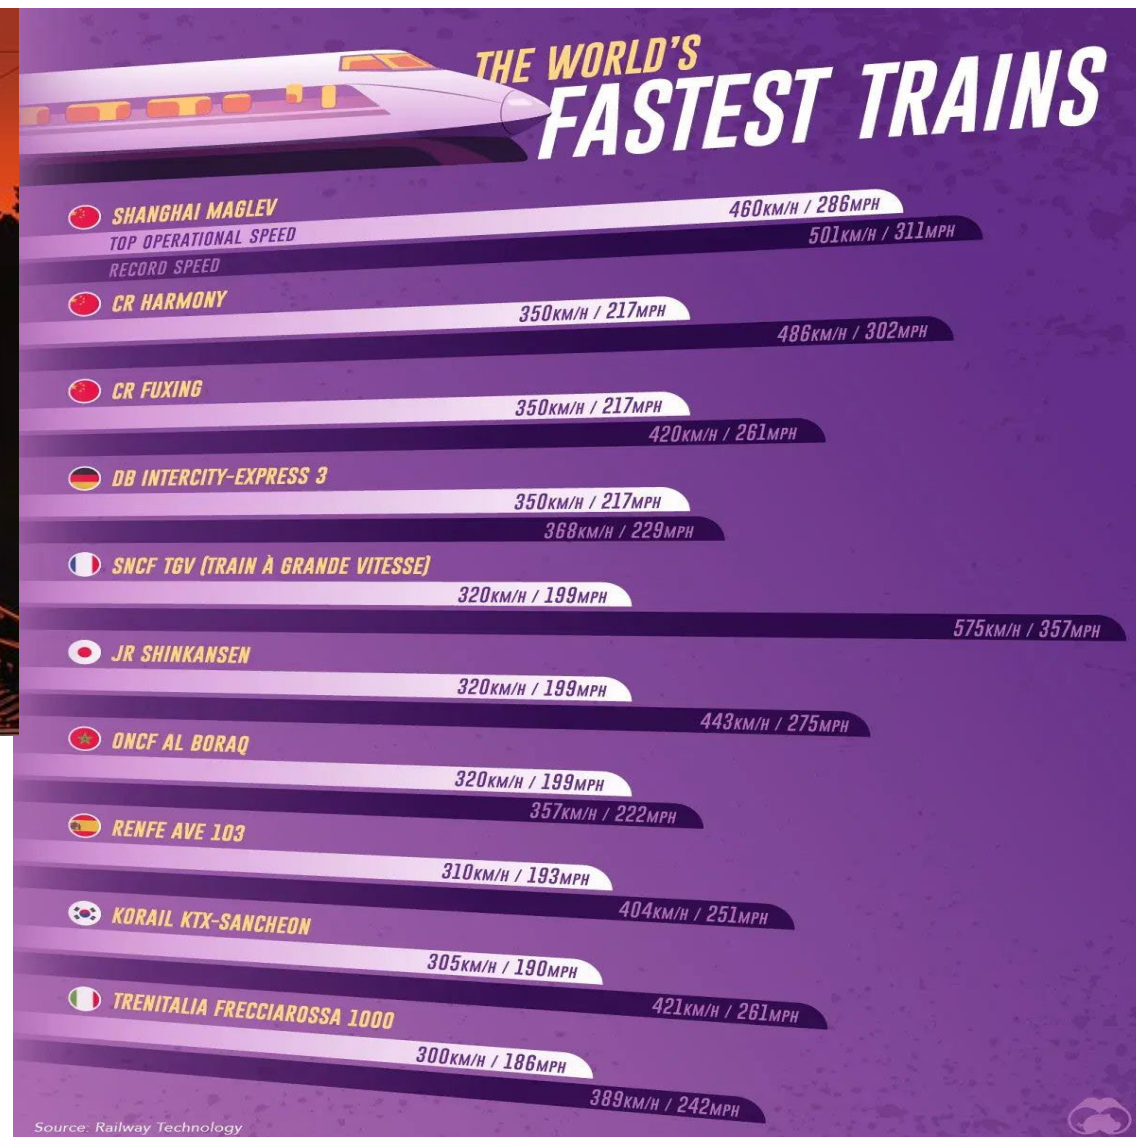 THE WORLD'S
FASTEST TRAINS
SHANGHAI MAGLEV
460KM/H / 286MPH
TOP OPERATIONAL SPEED
501KM/H / 311MPH
RECORD SPEED
CR HARMONY
350KM/H / 217MPH
486KM/H / 302MPH
CR FUXING
350KM/H / 217MPH
420KM/H / 261MPH
DB INTERCITY-EXPRESS 3
350KM/H / 217MPH
368KM/H / 229MPH
SNCF TGV (TRAIN À GRANDE VITESSE)
320KM/H / 199MPH
575KM/H / 357MPH
JR SHINKANSEN
320KM/H / 199MPH
443KM/H / 275MPH
ONCF AL BORAQ
320KM/H / 199MPH
357KM/H / 222MPH
RENFE AVE 103
310KM/H / 193MPH
404KM/H / 251MPH
KORAIL KTX-SANCHEON
305KM/H / 190MPH
421KM/H / 261MPH
TRENITALIA FRECCIAROSSA 1000
300KM/H / 186MPH
389KM/H / 242MPH
Source: Railway Technology